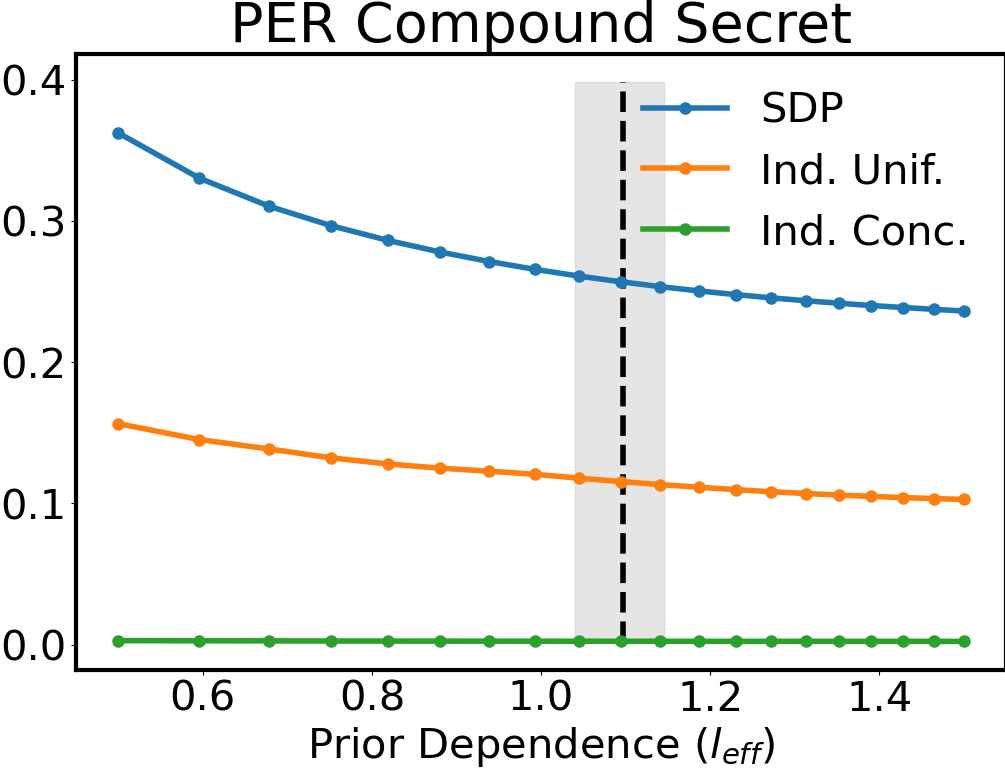 PER Compound Secret
0.4
0.3
0.2
0.1
0.0
SDP
Ind. Unif.
Ind. Conc.
0.6 0.8 1.0 1.2 1.4
Prior Dependence (l_eff)